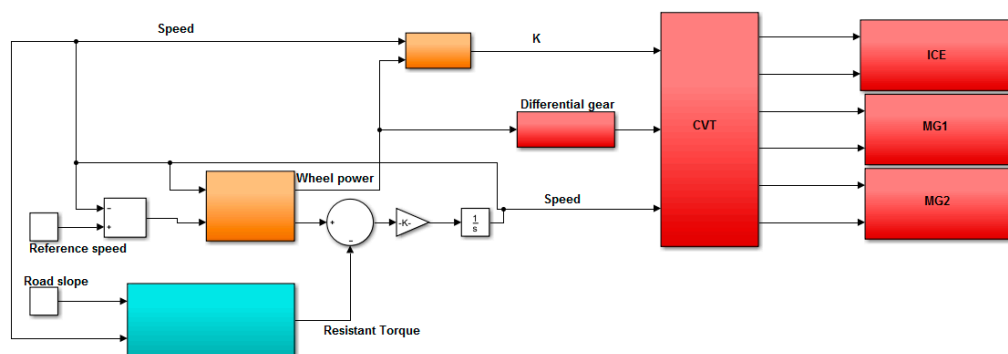 Speed
K
ICE
Differential gear
CVT
MG1
Wheel power
MG2
Speed
−
+
+
−
-K-
1
s
Reference speed
Road slope
Resistant Torque